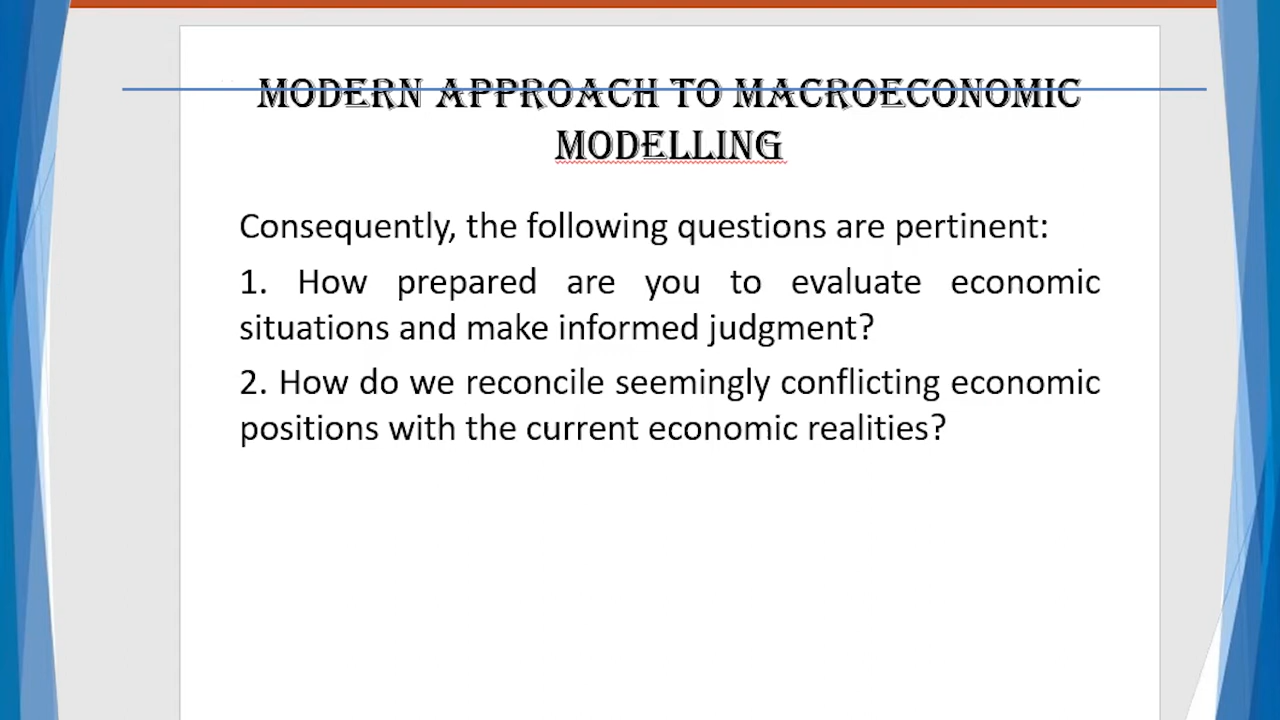 MODERN APPROACH TO MACROECONOMIC
MODELLING
Consequently, the following questions are pertinent:
1. How prepared are you to evaluate economic
situations and make informed judgment?
2. How do we reconcile seemingly conflicting economic
positions with the current economic realities?